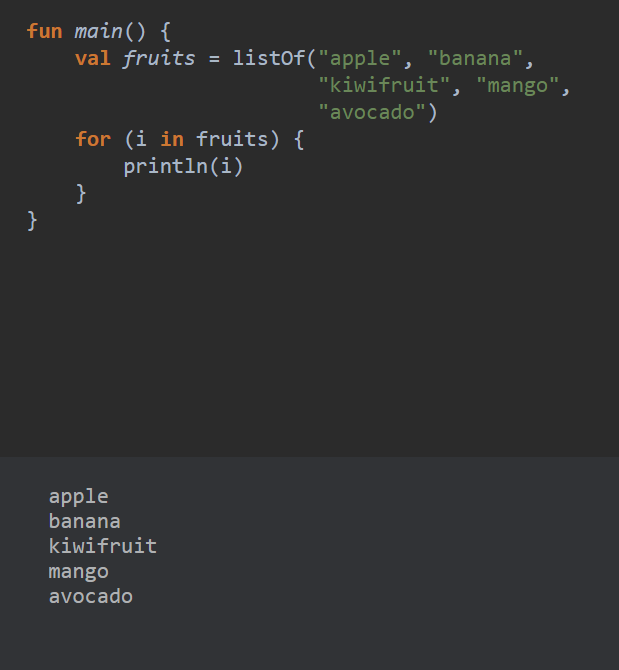 fun main() {
    val fruits = listOf("apple", "banana",
                        "kiwifruit", "mango",
                        "avocado")
    for (i in fruits) {
        println(i)
    }
}
apple
banana
kiwifruit
mango
avocado